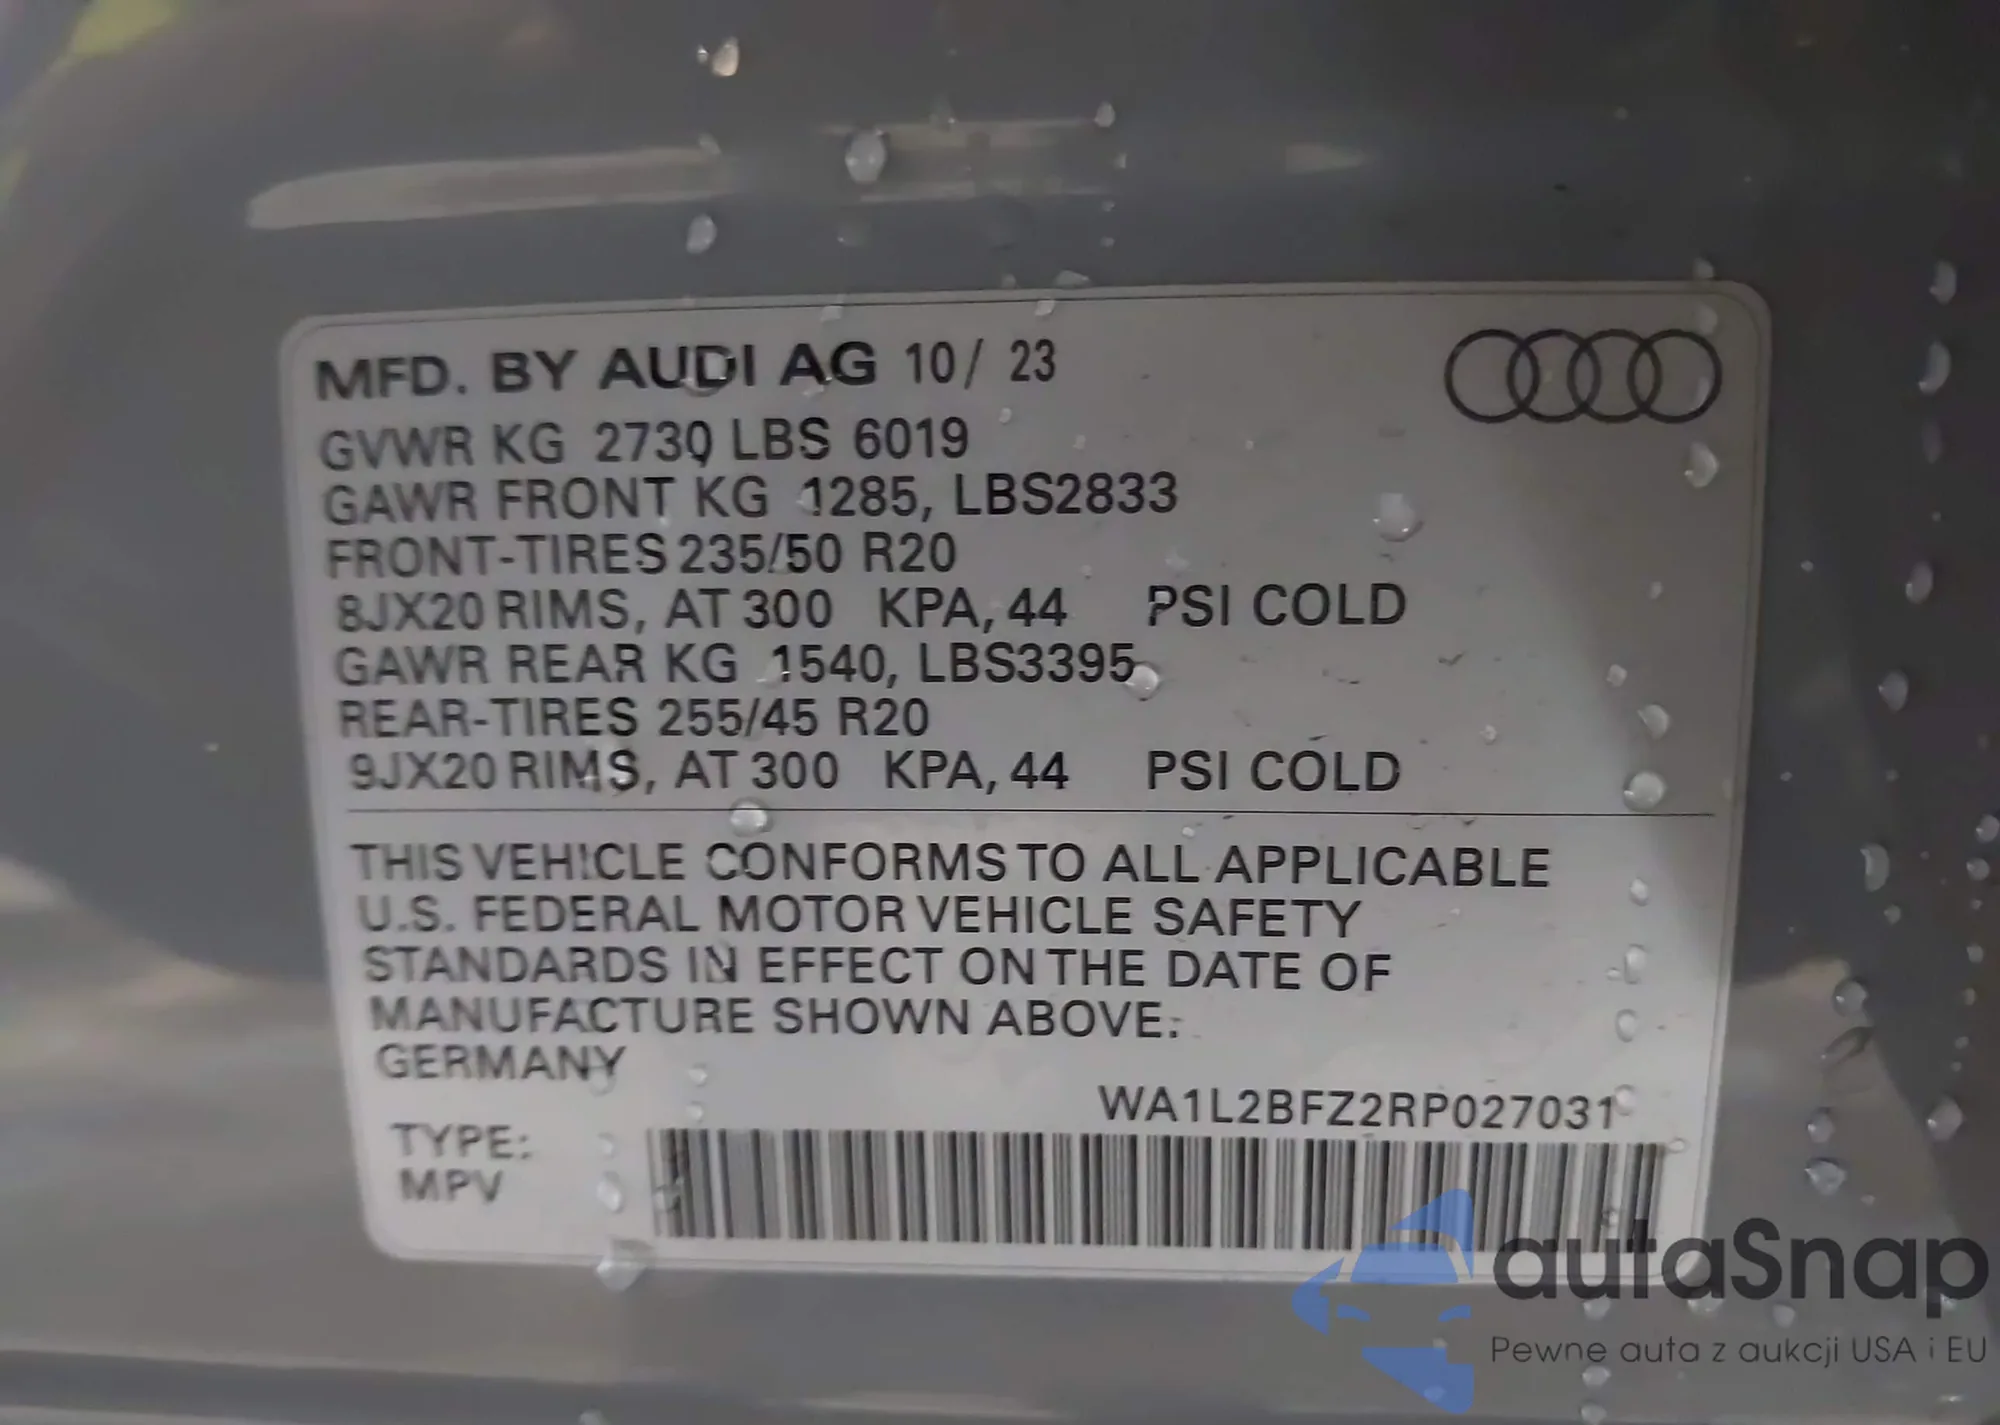 MFD. BY AUDI AG 10/ 23
GVWR KG 2730 LBS 6019
GAWR FRONT KG 1285, LBS2833
FRONT-TIRES 235/50 R20
8JX20 RIMS, AT 300 KPA, 44 PSI COLD
GAWR REAR KG 1540, LBS3395
REAR-TIRES 255/45 R20
9JX20 RIMS, AT 300 KPA, 44 PSI COLD
THIS VEHICLE CONFORMS TO ALL APPLICABLE
U.S. FEDERAL MOTOR VEHICLE SAFETY
STANDARDS IN EFFECT ON THE DATE OF
MANUFACTURE SHOWN ABOVE:
GERMANY
WA1L2BFZ2RP027031
TYPE:
MPV
autaSnap
Pewne auta z aukcji USA i EU